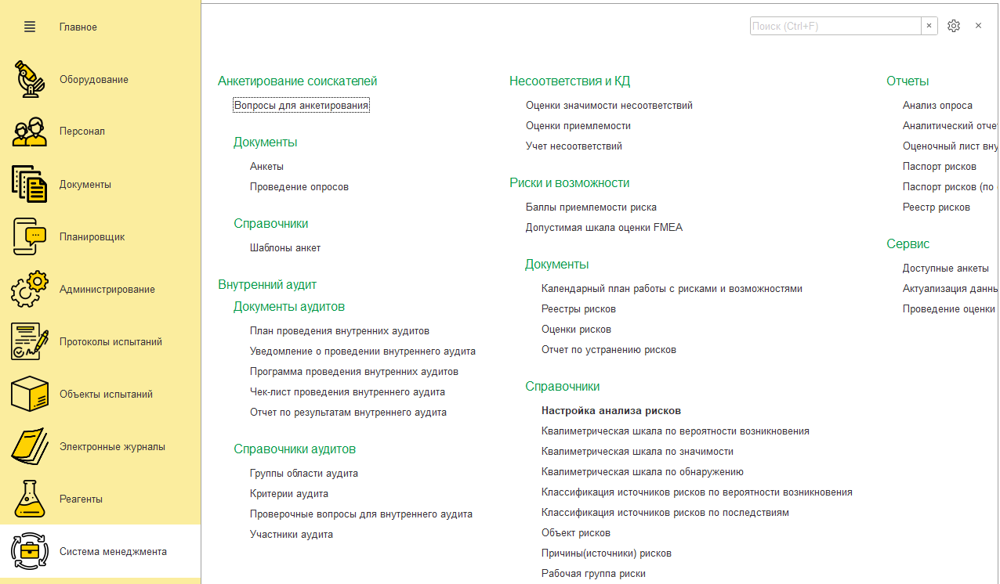 Главное
Оборудование
Персонал
Документы
Планировщик
Администрирование
Протоколы испытаний
Объекты испытаний
Электронные журналы
Реагенты
Система менеджмента
Поиск (Ctrl+F)
Анкетирование соискателей
Вопросы для анкетирования
Документы
Анкеты
Проведение опросов
Справочники
Шаблоны анкет
Внутренний аудит
Документы аудитов
План проведения внутренних аудитов
Уведомление о проведении внутреннего аудита
Программа проведения внутренних аудитов
Чек-лист проведения внутреннего аудита
Отчет по результатам внутреннего аудита
Справочники аудитов
Группы области аудита
Критерии аудита
Проверочные вопросы для внутреннего аудита
Участники аудита
Несоответствия и КД
Оценки значимости несоответствий
Оценки приемлемости
Учет несоответствий
Риски и возможности
Баллы приемлемости риска
Допустимая шкала оценки FMEA
Документы
Календарный план работы с рисками и возможностями
Реестры рисков
Оценки рисков
Отчет по устранению рисков
Справочники
Настройка анализа рисков
Квалиметрическая шкала по вероятности возникновения
Квалиметрическая шкала по значимости
Квалиметрическая шкала по обнаружению
Классификация источников рисков по вероятности возникновения
Классификация источников рисков по последствиям
Объект рисков
Причины(источники) рисков
Рабочая группа риски
Отчеты
Анализ опроса
Аналитический отче
Оценочный лист вну
Паспорт рисков
Паспорт рисков (по
Реестр рисков
Сервис
Доступные анкеты
Актуализация данны
Проведение оценки